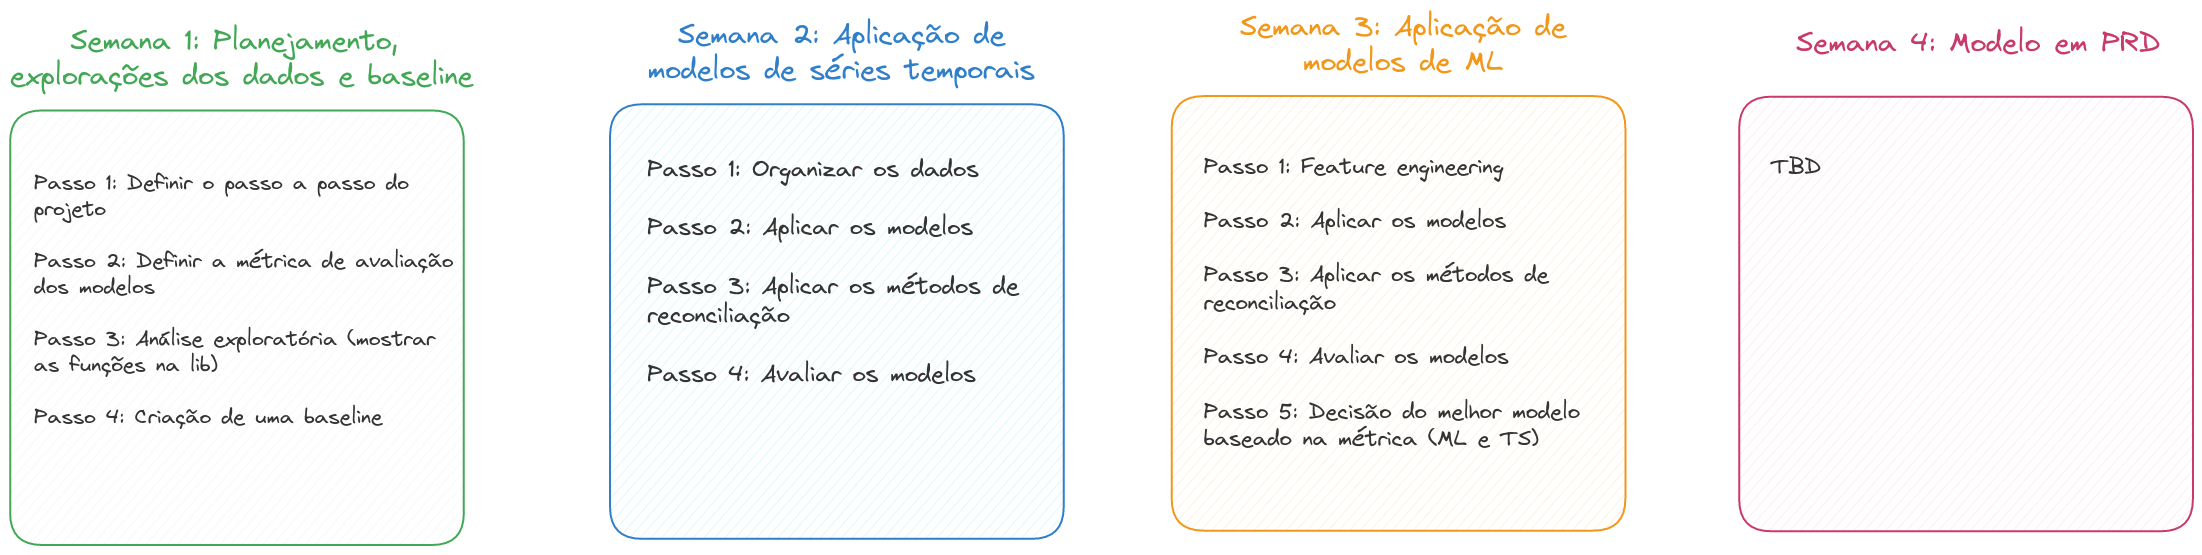 Semana 1: Planejamento,
explorações dos dados e baseline
Passo 1: Definir o passo a passo do
projeto
Passo 2: Definir a métrica de avaliação
dos modelos
Passo 3: Análise exploratória (mostrar
as funções na lib)
Passo 4: Criação de uma baseline
Semana 2: Aplicação de
modelos de séries temporais
Passo 1: Organizar os dados
Passo 2: Aplicar os modelos
Passo 3: Aplicar os métodos de
reconciliação
Passo 4: Avaliar os modelos
Semana 3: Aplicação de
modelos de ML
Passo 1: Feature engineering
Passo 2: Aplicar os modelos
Passo 3: Aplicar os métodos de
reconciliação
Passo 4: Avaliar os modelos
Passo 5: Decisão do melhor modelo
baseado na métrica (ML e TS)
Semana 4: Modelo em PRD
TBD